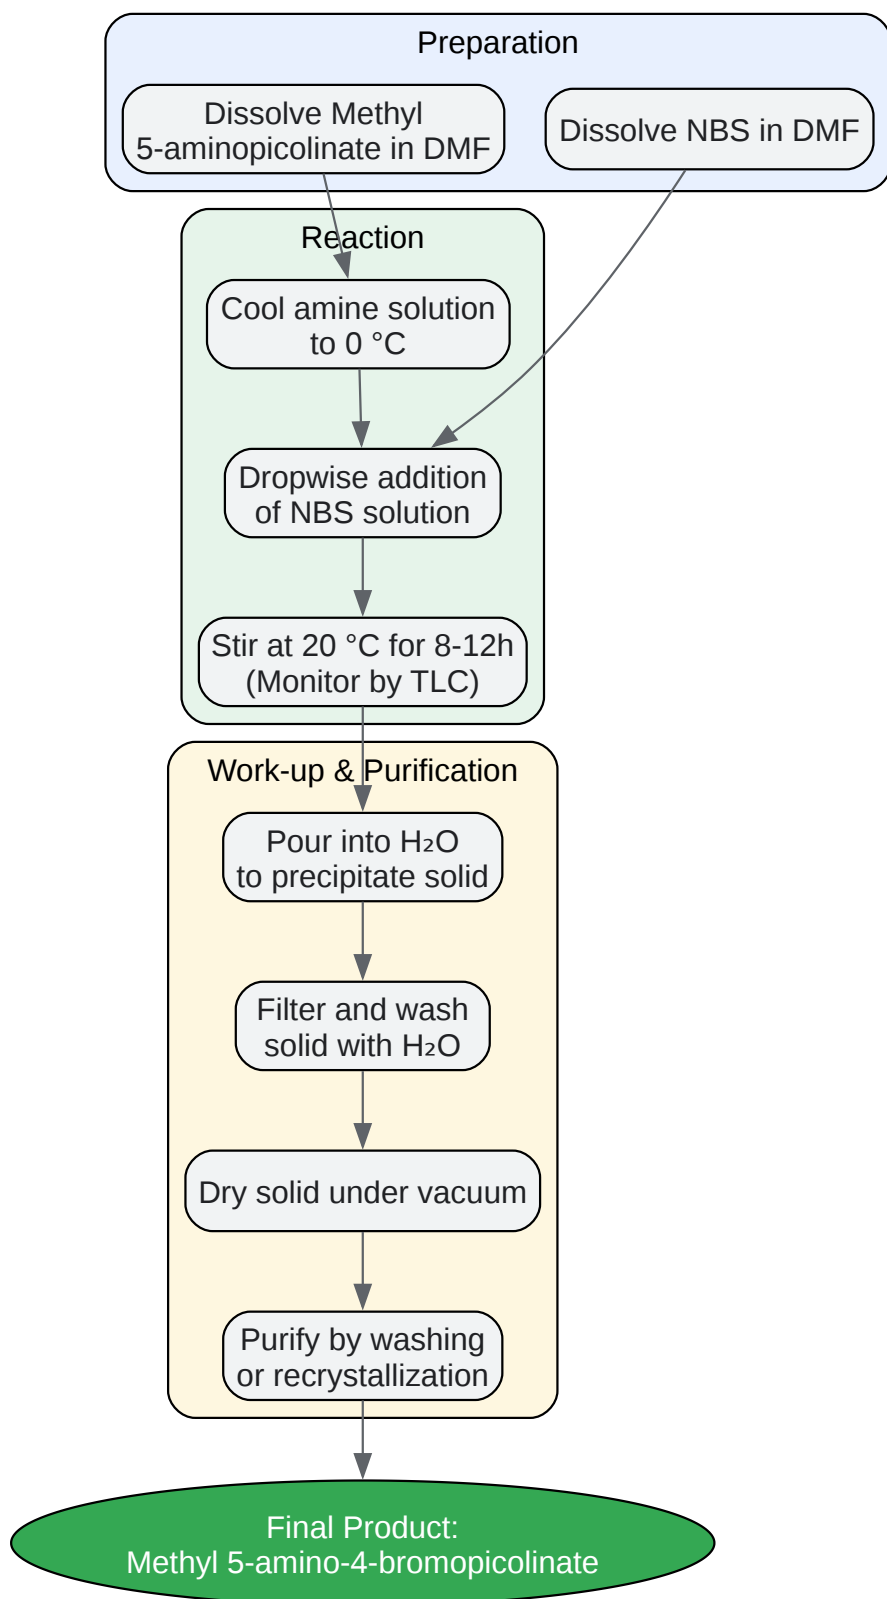 Preparation
Dissolve Methyl
5-aminopicolinate in DMF
Dissolve NBS in DMF
Reaction
Cool amine solution
to 0 °C
Dropwise addition
of NBS solution
Stir at 20 °C for 8-12h
(Monitor by TLC)
Work-up & Purification
Pour into H₂O
to precipitate solid
Filter and wash
solid with H₂O
Dry solid under vacuum
Purify by washing
or recrystallization
Final Product:
Methyl 5-amino-4-bromopicolinate